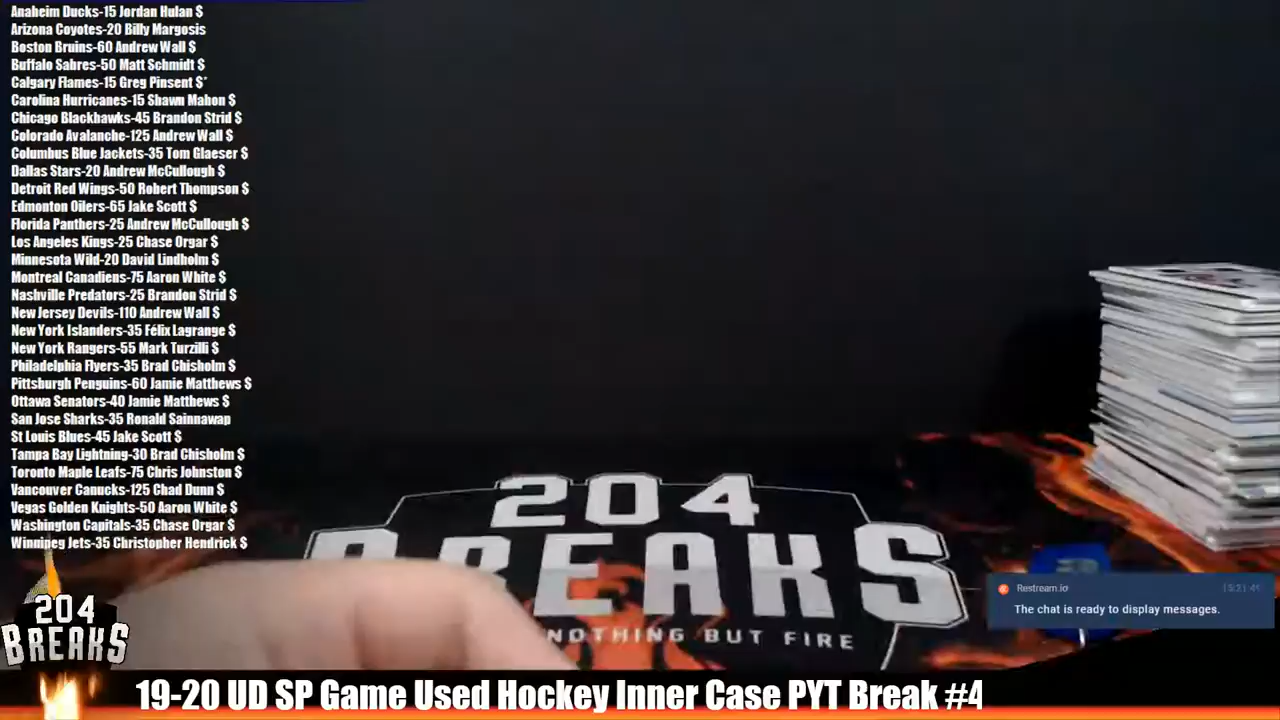 Anaheim Ducks-15 Jordan Hulan $
Arizona Coyotes-20 Billy Margosis
Boston Bruins-60 Andrew Wall $
Buffalo Sabres-50 Matt Schmidt $
Calgary Flames-15 Greg Pinsent $*
Carolina Hurricanes-15 Shawn Mahon $
Chicago Blackhawks-45 Brandon Strid $
Colorado Avalanche-125 Andrew Wall $
Columbus Blue Jackets-35 Tom Glaeser $
Dallas Stars-20 Andrew McCullough $
Detroit Red Wings-50 Robert Thompson $
Edmonton Oilers-65 Jake Scott $
Florida Panthers-25 Andrew McCullough $
Los Angeles Kings-25 Chase Orgar $
Minnesota Wild-20 David Lindholm $
Montreal Canadiens-75 Aaron White $
Nashville Predators-25 Brandon Strid $
New Jersey Devils-110 Andrew Wall $
New York Islanders-35 Félix Lagrange $
New York Rangers-55 Mark Turzilli $
Philadelphia Flyers-35 Brad Chisholm $
Pittsburgh Penguins-60 Jamie Matthews $
Ottawa Senators-40 Jamie Matthews $
San Jose Sharks-35 Ronald Sainnawap
St Louis Blues-45 Jake Scott $
Tampa Bay Lightning-30 Brad Chisholm $
Toronto Maple Leafs-75 Chris Johnston $
Vancouver Canucks-125 Chad Dunn $
Vegas Golden Knights-50 Aaron White $
Washington Capitals-35 Chase Orgar $
Winnipeg Jets-35 Christopher Hendrick $
204
BREAKS
NOTHING BUT FIRE
Restream.io
The chat is ready to display messages.
204
BREAKS
19-20 UD SP Game Used Hockey Inner Case PYT Break #4